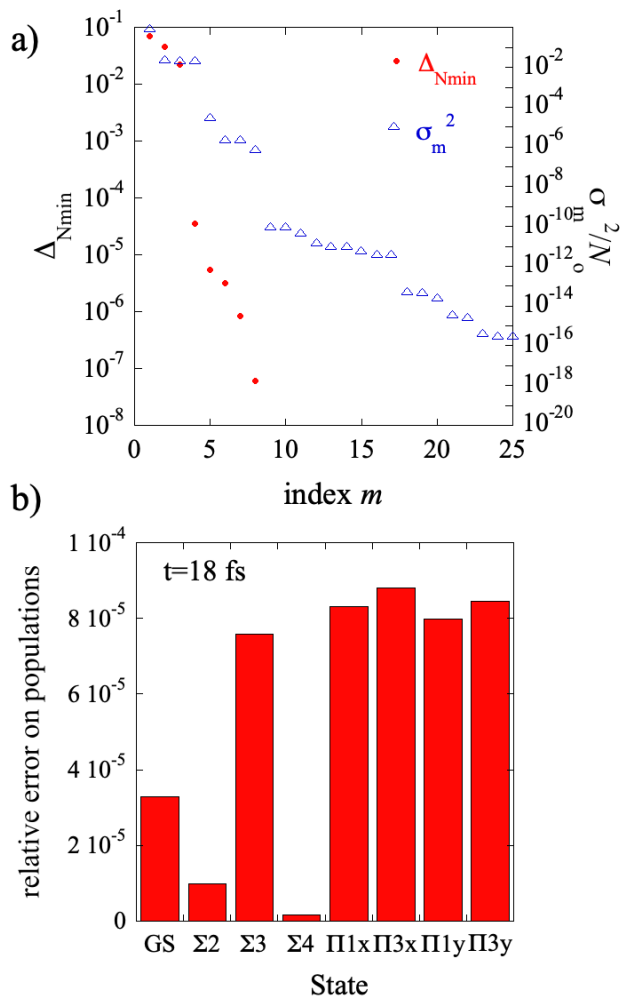 a)
10⁻¹
10⁻²
10⁻³
10⁻⁴
10⁻⁵
10⁻⁶
10⁻⁷
10⁻⁸
Δ_Nmin
Δ_Nmin
σ_m²
10⁻²
10⁻⁴
10⁻⁶
10⁻⁸
10⁻¹⁰
10⁻¹²
10⁻¹⁴
10⁻¹⁶
10⁻¹⁸
10⁻²⁰
σ_m²/N_o
0 5 10 15 20 25
index m
b)
t=18 fs
1 10⁻⁴
8 10⁻⁵
6 10⁻⁵
4 10⁻⁵
2 10⁻⁵
0
relative error on populations
GS Σ2 Σ3 Σ4 Π1x Π3x Π1y Π3y
State